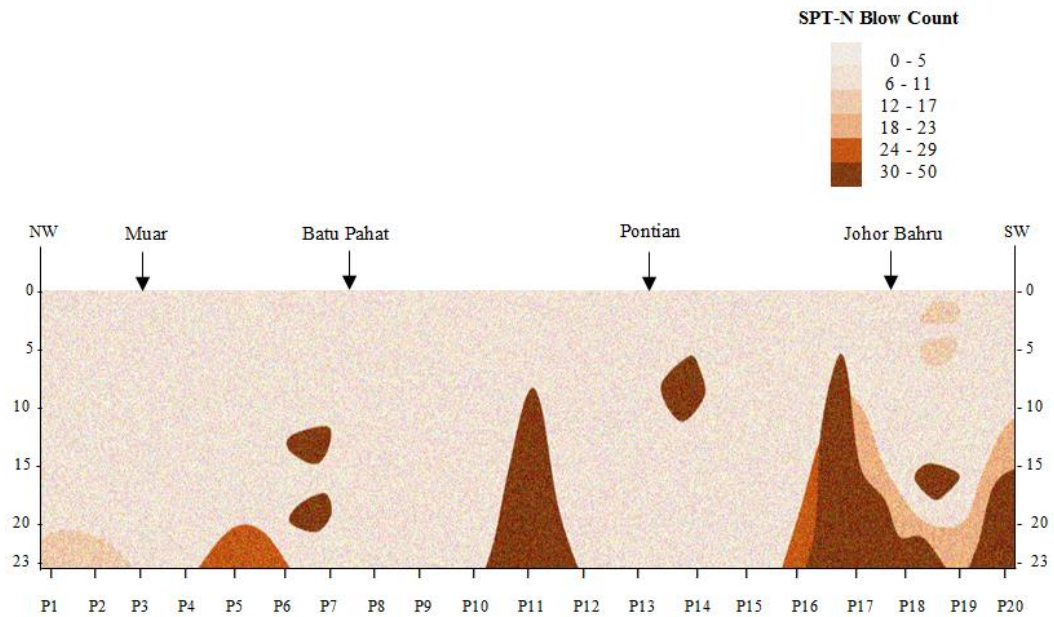 SPT-N Blow Count
0 - 5
6 - 11
12 - 17
18 - 23
24 - 29
30 - 50
NW Muar Batu Pahat Pontian Johor Bahru SW
0 0
5 5
10 10
15 15
20 20
23 23
P1 P2 P3 P4 P5 P6 P7 P8 P9 P10 P11 P12 P13 P14 P15 P16 P17 P18 P19 P20